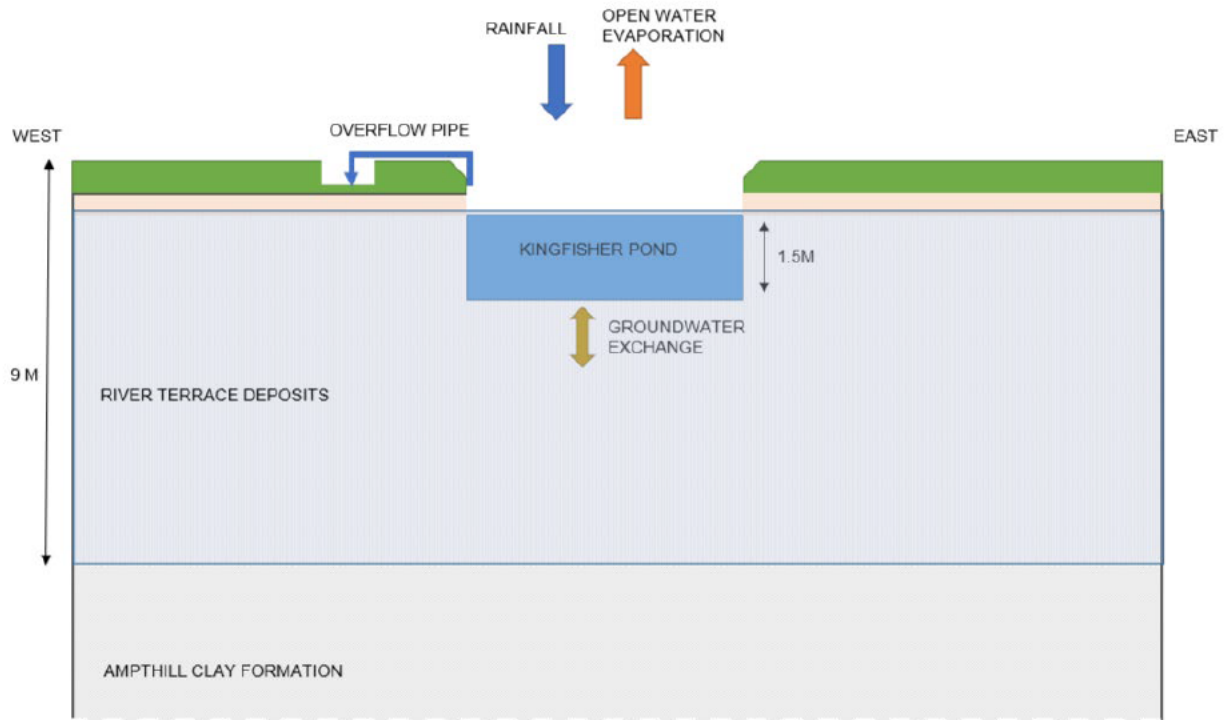 RAINFALL
OPEN WATER
EVAPORATION
WEST
OVERFLOW PIPE
EAST
KINGFISHER POND
1.5M
GROUNDWATER
EXCHANGE
9 M
RIVER TERRACE DEPOSITS
AMPTHILL CLAY FORMATION